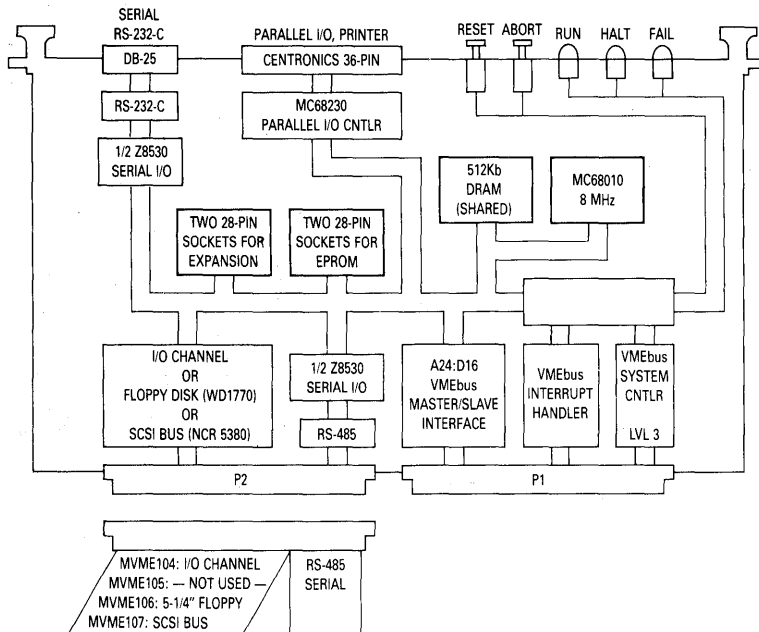 SERIAL
RS-232-C
DB-25
RS-232-C
1/2 Z8530
SERIAL I/O
PARALLEL I/O, PRINTER
CENTRONICS 36-PIN
MC68230
PARALLEL I/O CNTLR
RESET ABORT RUN HALT FAIL
512Kb
DRAM
(SHARED)
MC68010
8 MHz
TWO 28-PIN
SOCKETS FOR
EXPANSION
TWO 28-PIN
SOCKETS FOR
EPROM
I/O CHANNEL
OR
FLOPPY DISK (WD1770)
OR
SCSI BUS (NCR 5380)
1/2 Z8530
SERIAL I/O
RS-485
A24:D16
VMEbus
MASTER/SLAVE
INTERFACE
VMEbus
INTERRUPT
HANDLER
VMEbus
SYSTEM
CNTLR
LVL 3
P2
P1
MVME104: I/O CHANNEL
MVME105: — NOT USED —
MVME106: 5-1/4" FLOPPY
MVME107: SCSI BUS
RS-485
SERIAL